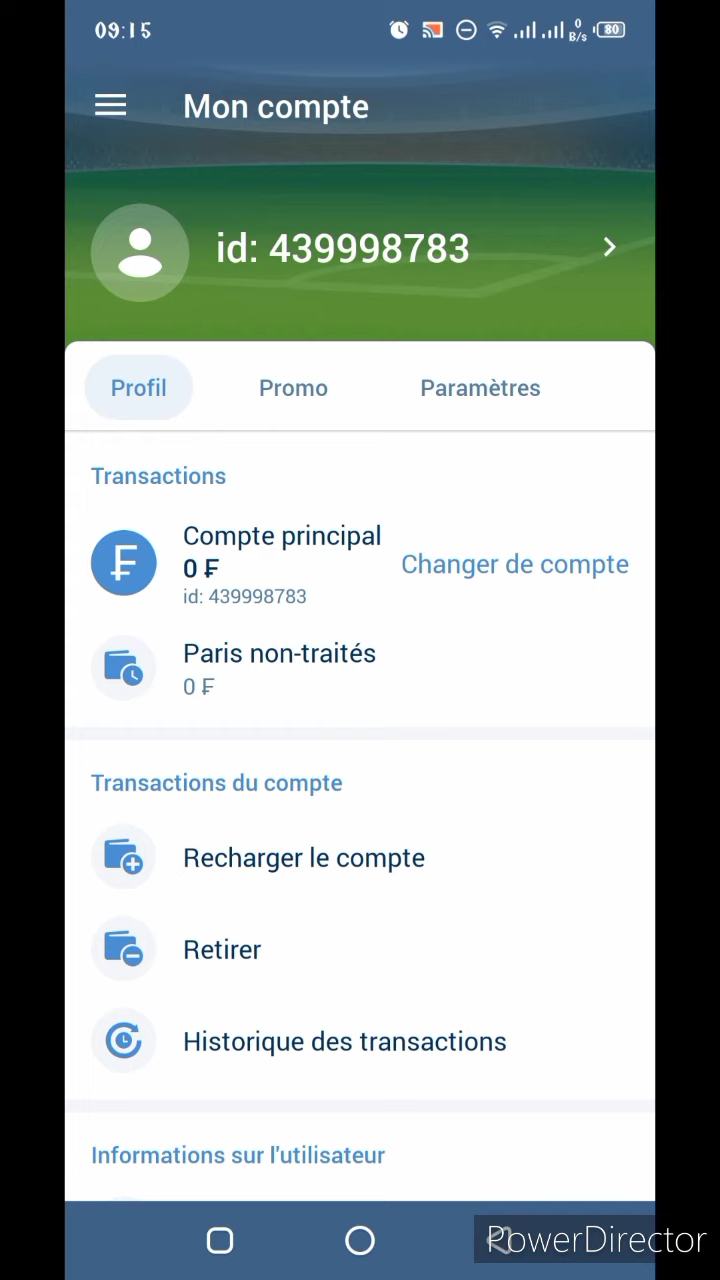 09:15
0
B/s
80
Mon compte
id: 439998783
Profil
Promo
Paramètres
Transactions
₣
Compte principal
0 ₣
id: 439998783
Changer de compte
Paris non-traités
0 ₣
Transactions du compte
Recharger le compte
Retirer
Historique des transactions
Informations sur l'utilisateur
PowerDirector